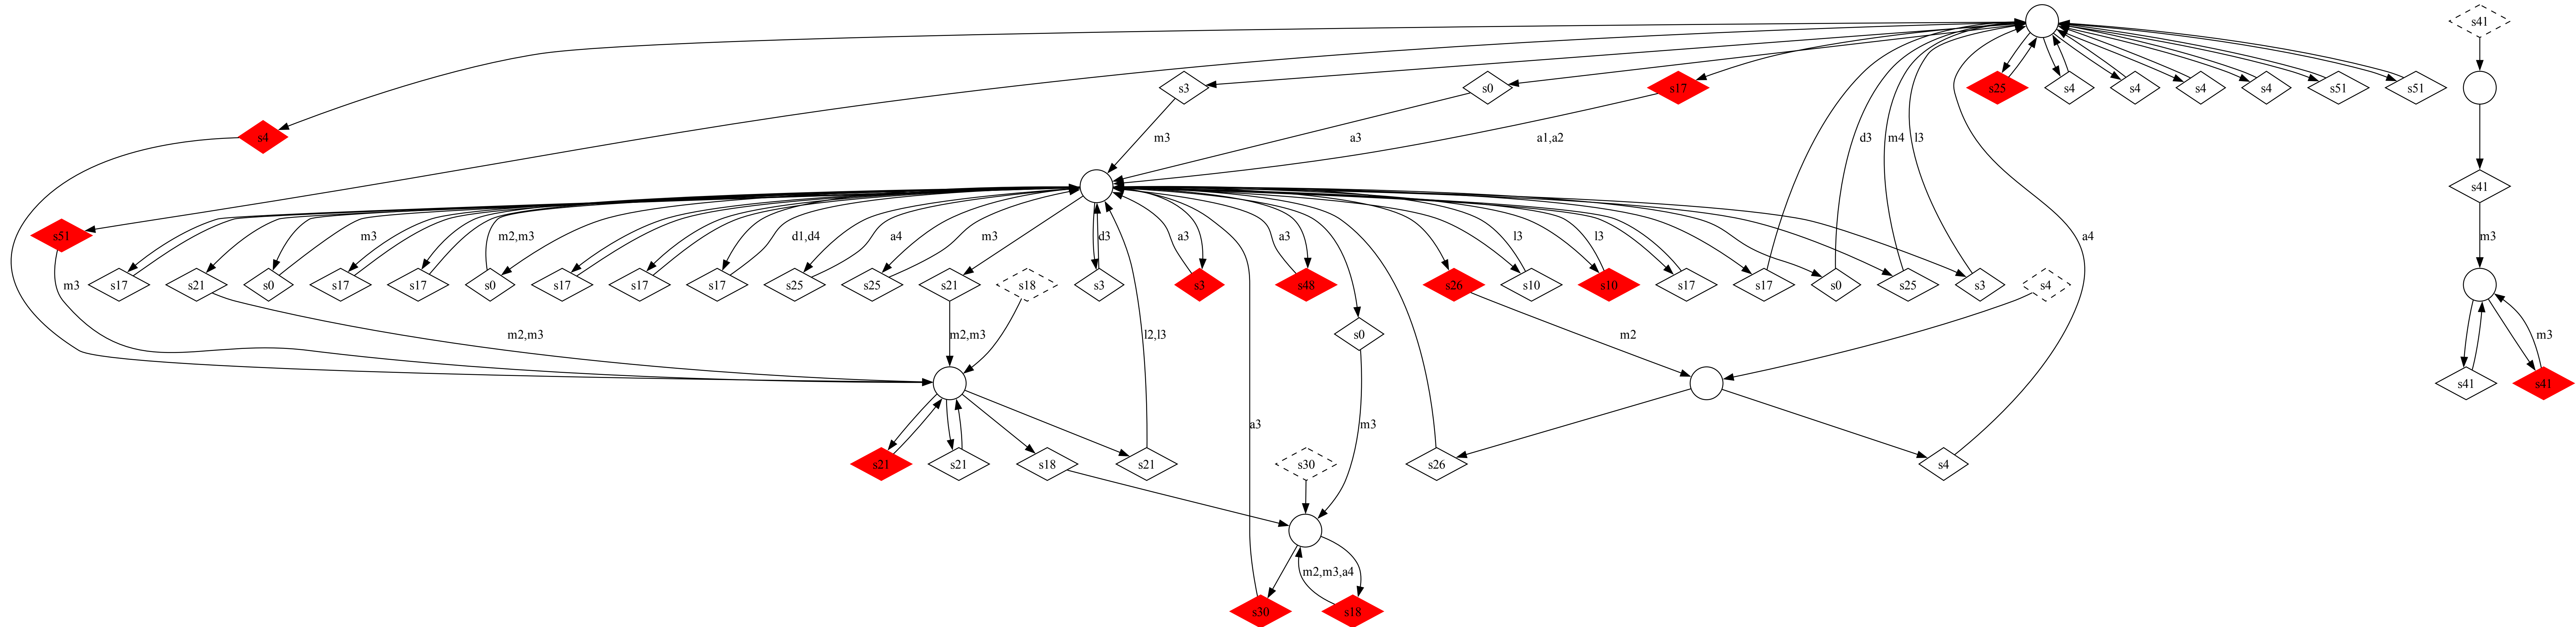 s41
s3
s0
s17
s25
s4
s4
s4
s4
s51
s51
s4
m3
a3
a1,a2
d3
m4
l3
s41
s51
m3
m2,m3
d1,d4
a4
m3
d3
a3
a3
l3
l3
a4
m3
s17
s21
s0
s17
s17
s0
s17
s17
s17
s25
s25
s21
s18
s3
s3
s48
s26
s10
s10
s17
s17
s0
s25
s3
s4
m3
m2,m3
m2,m3
l2,l3
s0
m2
m3
s41
s41
a3
m3
s21
s21
s18
s21
s30
s26
s4
m2,m3,a4
s30
s18